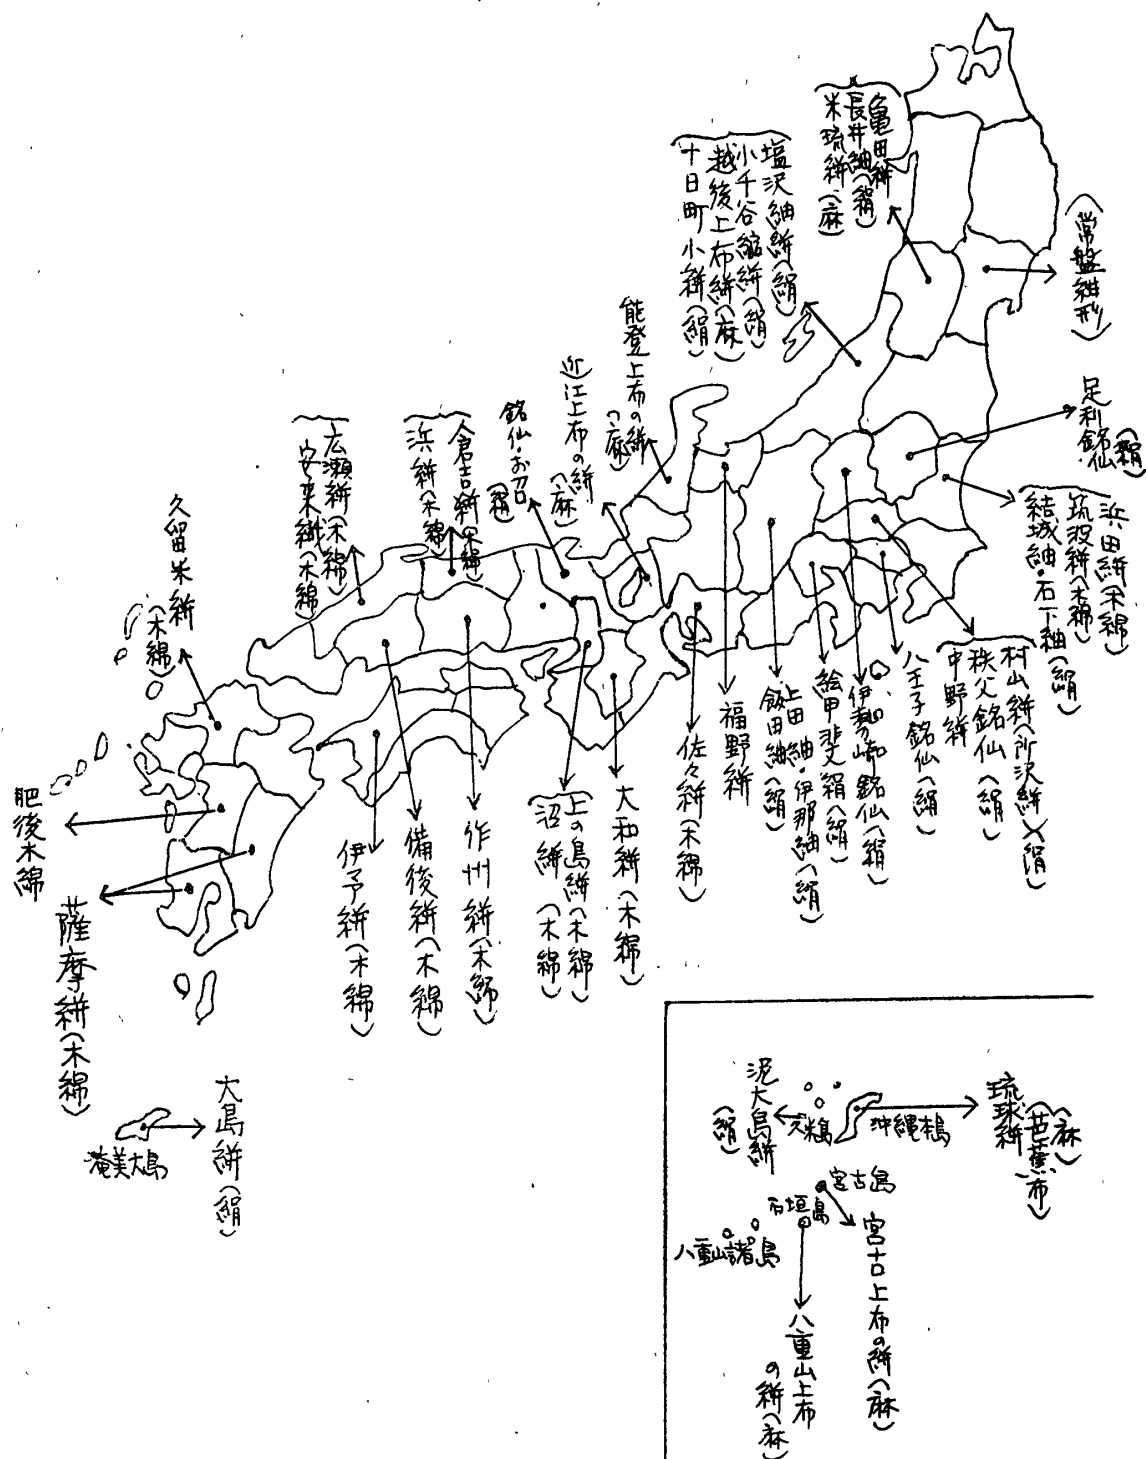 亀田絣
長井紬(絹)
米琉絣(麻)
塩沢紬絣(絹)
小千谷縮絣(絹)
越後上布絣(麻)
十日町小絣(絹)
(常盤紺形)
足利銘仙
(絹)
浜田絣(木綿)
筑波絣(木綿)
結城紬・石下紬(絹)
能登上布の絣
(麻)
近江上布の絣
(麻)
銘仙・お召
(絹)
倉吉絣(木綿)
浜絣(木綿)
広瀬絣(木綿)
安来絣(木綿)
久留米絣
(木綿)
村山絣(所沢絣)(絹)
秩父銘仙(絹)
中野絣
八王子銘仙(絹)
伊勢崎銘仙(絹)
絵甲斐絹(絹)
上田紬・伊那紬(絹)
飯田紬(絹)
福野絣
佐々絣(木綿)
大和絣(木綿)
上の島絣(木綿)
沼絣(木綿)
作州絣(木綿)
備後絣(木綿)
伊予絣(木綿)
肥後木綿
薩摩絣(木綿)
大島絣(絹)
奄美大島
琉球絣
(麻)
(芭蕉布)
沖縄本島
久米島
泥大島絣
(絹)
宮古島
石垣島
八重山諸島
宮古上布の絣(麻)
八重山上布
の絣(麻)